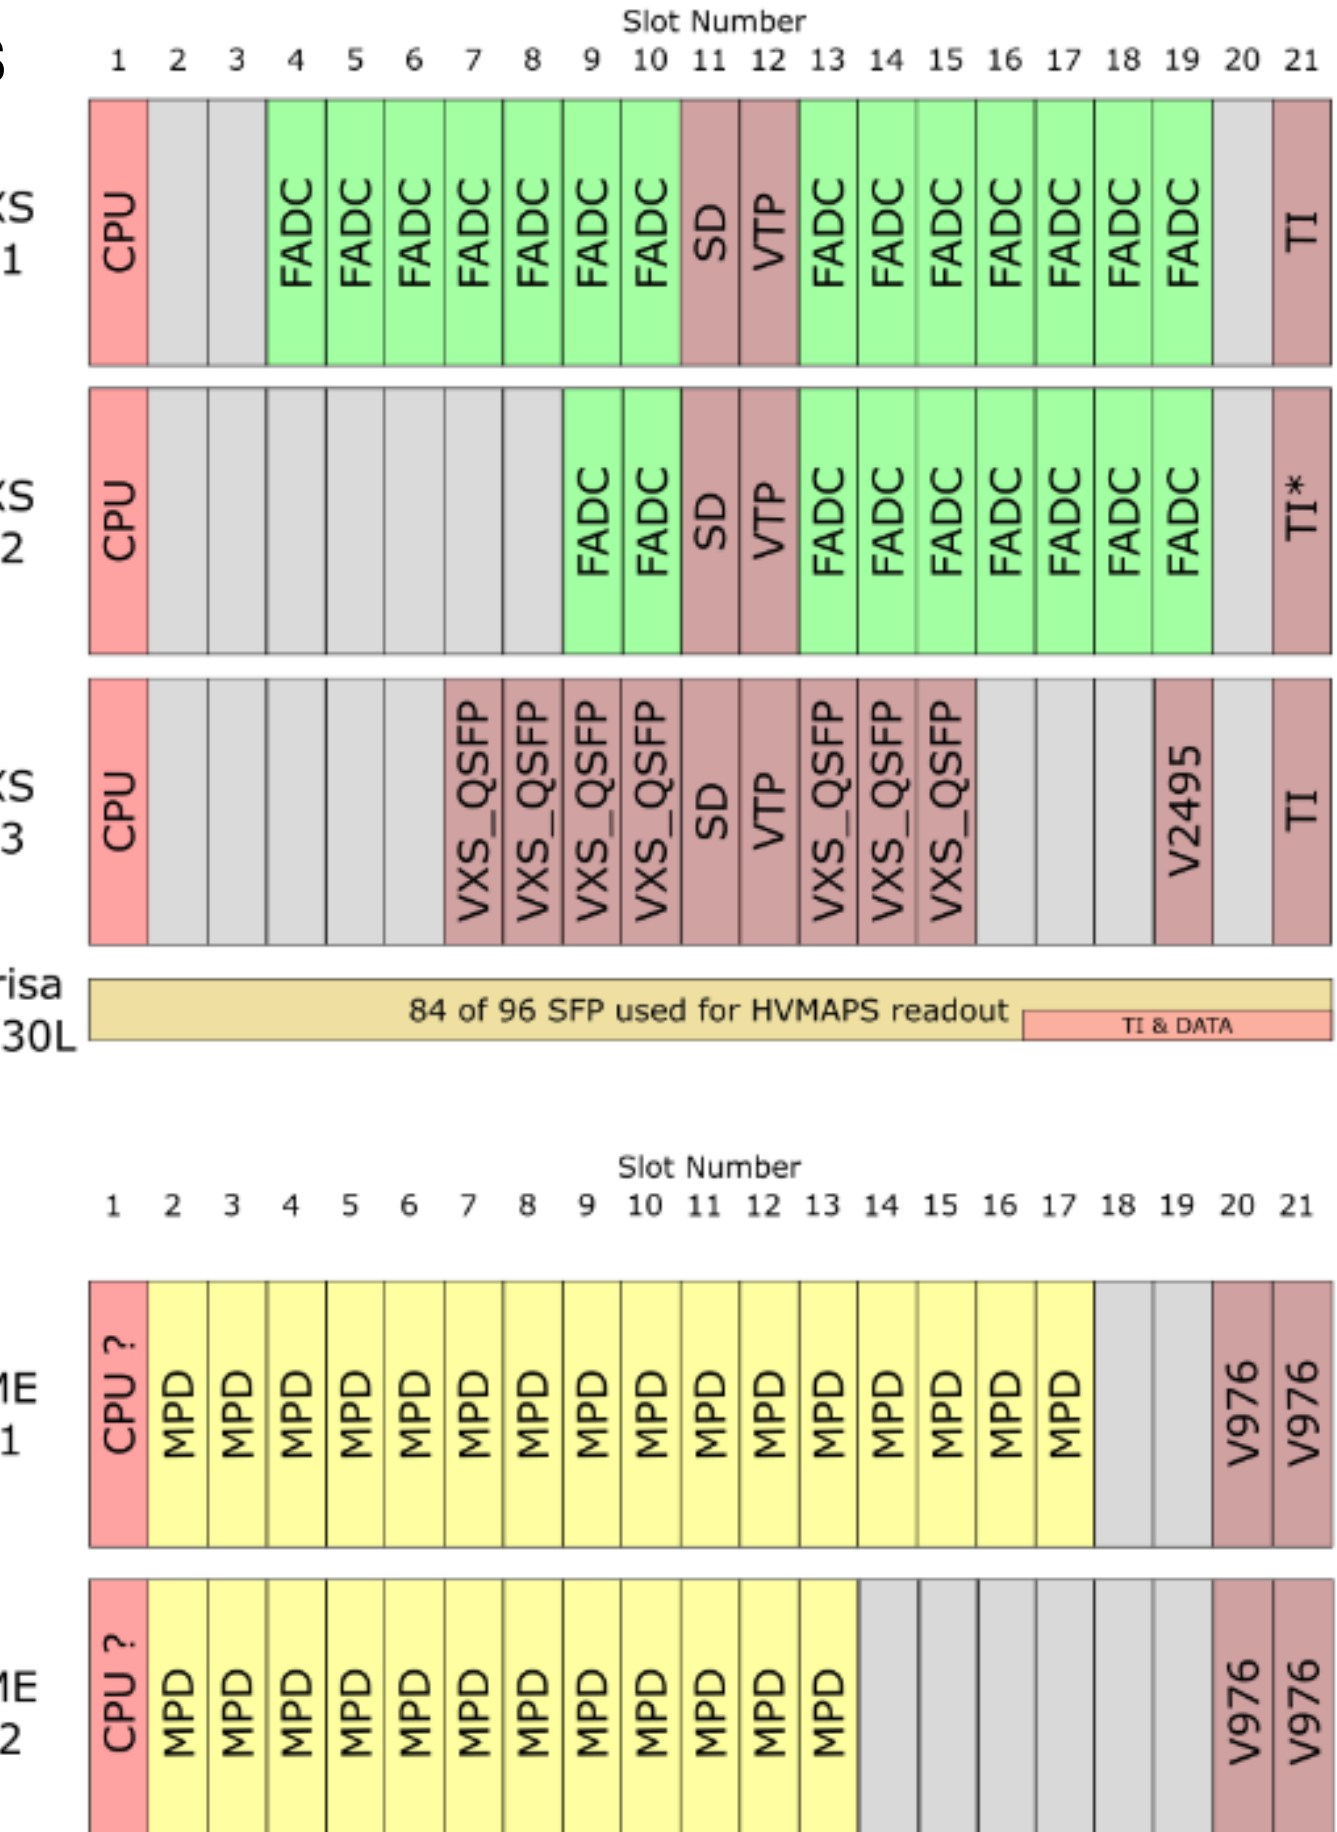 Slot Number
S 1 2 3 4 5 6 7 8 9 10 11 12 13 14 15 16 17 18 19 20 21
XS
1
CPU FADC FADC FADC FADC FADC FADC FADC SD VTP FADC FADC FADC FADC FADC FADC FADC TI
XS
2
CPU FADC FADC SD VTP FADC FADC FADC FADC FADC FADC FADC TI*
XS
3
CPU VXS_QSFP VXS_QSFP VXS_QSFP VXS_QSFP SD VTP VXS_QSFP VXS_QSFP VXS_QSFP V2495 TI
risa
30L
84 of 96 SFP used for HVMAPS readout
TI & DATA
Slot Number
1 2 3 4 5 6 7 8 9 10 11 12 13 14 15 16 17 18 19 20 21
ME
1
CPU ? MPD MPD MPD MPD MPD MPD MPD MPD MPD MPD MPD MPD MPD MPD MPD MPD V976 V976
ME
2
CPU ? MPD MPD MPD MPD MPD MPD MPD MPD MPD MPD MPD MPD V976 V976